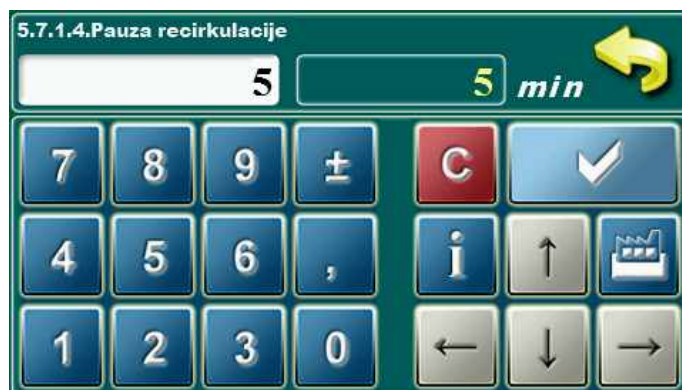 5.7.1.4.Pauza recirkulacije
5 5 min
7 8 9 ± C
4 5 6 , i ↑
1 2 3 0 ← ↓ →